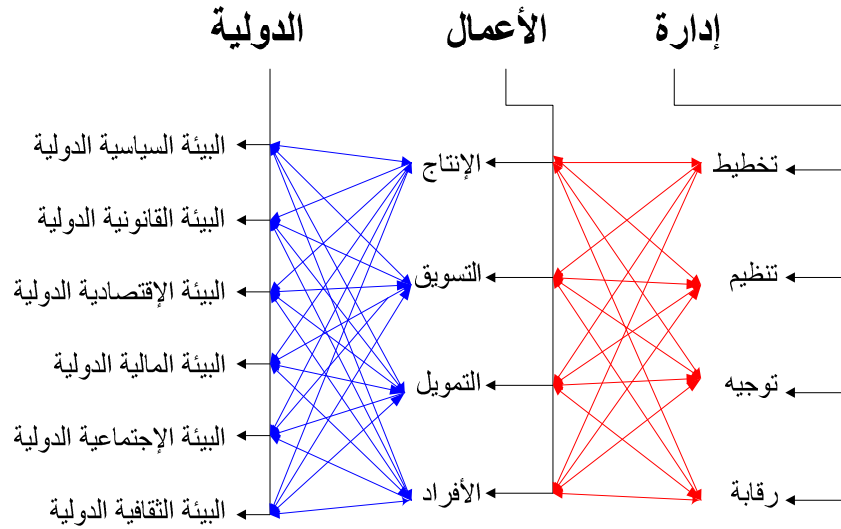 إدارة
الأعمال
الدولية
تخطيط
تنظيم
توجيه
رقابة
الإنتاج
التسويق
التمويل
الأفراد
البيئة السياسية الدولية
البيئة القانونية الدولية
البيئة الإقتصادية الدولية
البيئة المالية الدولية
البيئة الإجتماعية الدولية
البيئة الثقافية الدولية